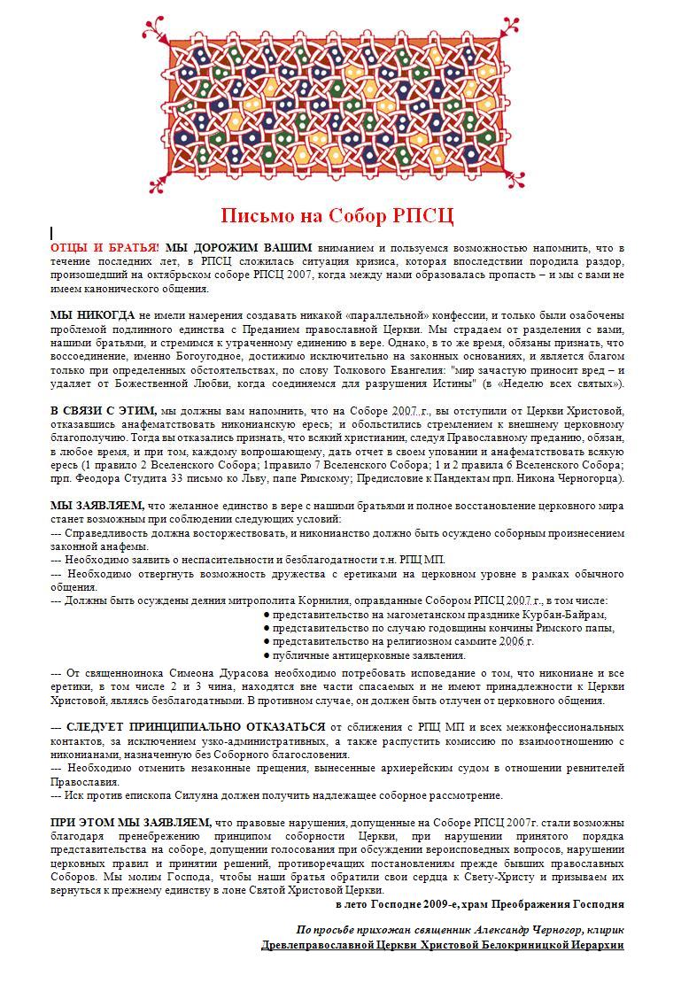 Письмо на Собор РПСЦ
ОТЦЫ И БРАТЬЯ! МЫ ДОРОЖИМ ВАШИМ вниманием и пользуемся возможностью напомнить, что в
течение последних лет, в РПСЦ сложилась ситуация кризиса, которая впоследствии породила раздор,
произошедший на октябрьском соборе РПСЦ 2007, когда между нами образовалась пропасть – и мы с вами не
имеем канонического общения.
МЫ НИКОГДА не имели намерения создавать никакой «параллельной» конфессии, и только были озабочены
проблемой подлинного единства с Преданием православной Церкви. Мы страдаем от разделения с вами,
нашими братьями, и стремимся к утраченному единению в вере. Однако, в то же время, обязаны признать, что
воссоединение, именно Богоугодное, достижимо исключительно на законных основаниях, и является благом
только при определенных обстоятельствах, по слову Толкового Евангелия: "мир зачастую приносит вред – и
удаляет от Божественной Любви, когда соединяемся для разрушения Истины" (в «Неделю всех святых»).
В СВЯЗИ С ЭТИМ, мы должны вам напомнить, что на Соборе 2007 г., вы отступили от Церкви Христовой,
отказавшись анафематствовать никонианскую ересь; и обольстились стремлением к внешнему церковному
благополучию. Тогда вы отказались признать, что всякий христианин, следуя Православному преданию, обязан,
в любое время, и при том, каждому вопрошающему, дать отчет в своем уповании и анафематствовать всякую
ересь (1 правило 2 Вселенского Собора; 1правило 7 Вселенского Собора; 1 и 2 правила 6 Вселенского Собора;
прп. Феодора Студита 33 письмо ко Льву, папе Римскому; Предисловие к Пандектам прп. Никона Черногорца).
МЫ ЗАЯВЛЯЕМ, что желанное единство в вере с нашими братьями и полное восстановление церковного мира
станет возможным при соблюдении следующих условий:
--- Справедливость должна восторжествовать, и никонианство должно быть осуждено соборным произнесением
законной анафемы.
--- Необходимо заявить о неспасительности и безблагодатности т.н. РПЦ МП.
--- Необходимо отвергнуть возможность дружества с еретиками на церковном уровне в рамках обычного
общения.
--- Должны быть осуждены деяния митрополита Корнилия, оправданные Собором РПСЦ 2007 г., в том числе:
● представительство на магометанском празднике Курбан-Байрам,
● представительство по случаю годовщины кончины Римского папы,
● представительство на религиозном саммите 2006 г.
● публичные антицерковные заявления.
--- От священноинока Симеона Дурасова необходимо потребовать исповедание о том, что никониане и все
еретики, в том числе 2 и 3 чина, находятся вне части спасаемых и не имеют принадлежности к Церкви
Христовой, являясь безблагодатными. В противном случае, он должен быть отлучен от церковного общения.
--- СЛЕДУЕТ ПРИНЦИПИАЛЬНО ОТКАЗАТЬСЯ от сближения с РПЦ МП и всех межконфессиональных
контактов, за исключением узко-административных, а также распустить комиссию по взаимоотношению с
никонианами, назначенную без Соборного благословения.
--- Необходимо отменить незаконные прещения, вынесенные архиерейским судом в отношении ревнителей
Православия.
--- Иск против епископа Силуяна должен получить надлежащее соборное рассмотрение.
ПРИ ЭТОМ МЫ ЗАЯВЛЯЕМ, что правовые нарушения, допущенные на Соборе РПСЦ 2007г. стали возможны
благодаря пренебрежению принципом соборности Церкви, при нарушении принятого порядка
представительства на соборе, допущении голосования при обсуждении вероисповедных вопросов, нарушении
церковных правил и принятии решений, противоречащих постановлениям прежде бывших православных
Соборов. Мы молим Господа, чтобы наши братья обратили свои сердца к Свету-Христу и призываем их
вернуться к прежнему единству в лоне Святой Христовой Церкви.
в лето Господне 2009-е, храм Преображения Господня
По просьбе прихожан священник Александр Черногор, клирик
Древлеправославной Церкви Христовой Белокриницкой Иерархии